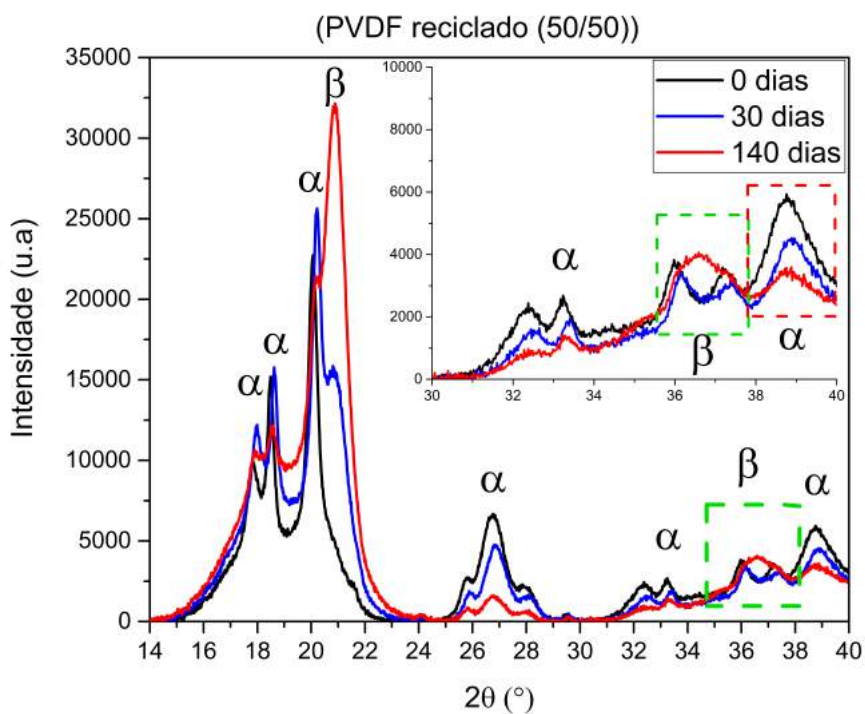 (PVDF reciclado (50/50))
Intensidade (u.a)
35000
30000
25000
20000
15000
10000
5000
0
14 16 18 20 22 24 26 28 30 32 34 36 38 40
2θ (°)
α
α
α
β
α
α
β
α
10000
8000
6000
4000
2000
0
30 32 34 36 38 40
α
β
α
0 dias
30 dias
140 dias